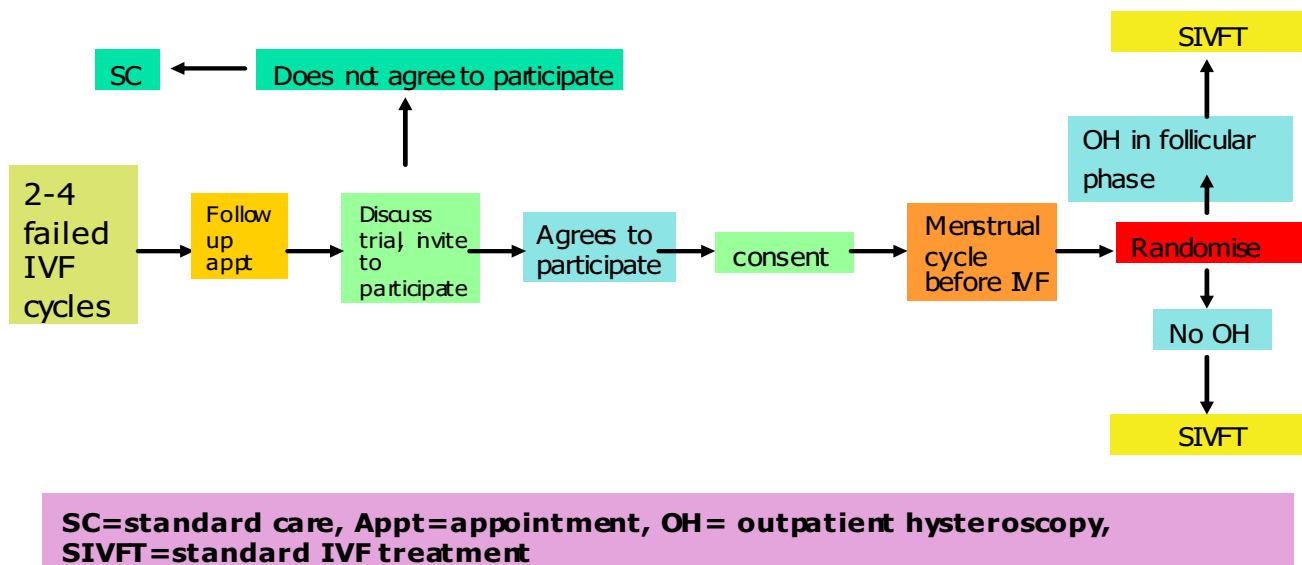 SIVFT
SC
Does not agree to participate
OH in follicular
phase
2-4
failed
IVF
cycles
Follow
up
appt
Discuss
trial, invite
to
participate
Agrees to
participate
consent
Menstrual
cycle
before IVF
Randomise
No OH
SIVFT
SC=standard care, Appt=appointment, OH= outpatient hysteroscopy,
SIVFT=standard IVF treatment